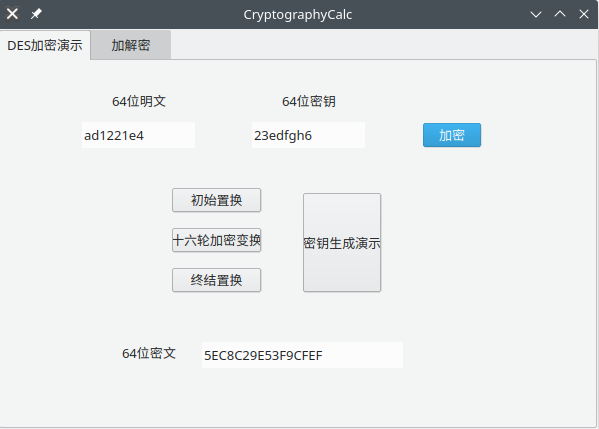 CryptographyCalc
DES加密演示 加解密
64位明文 64位密钥
ad1221e4 23edfgh6 加密
初始置换
十六轮加密变换 密钥生成演示
终结置换
64位密文 5EC8C29E53F9CFEF